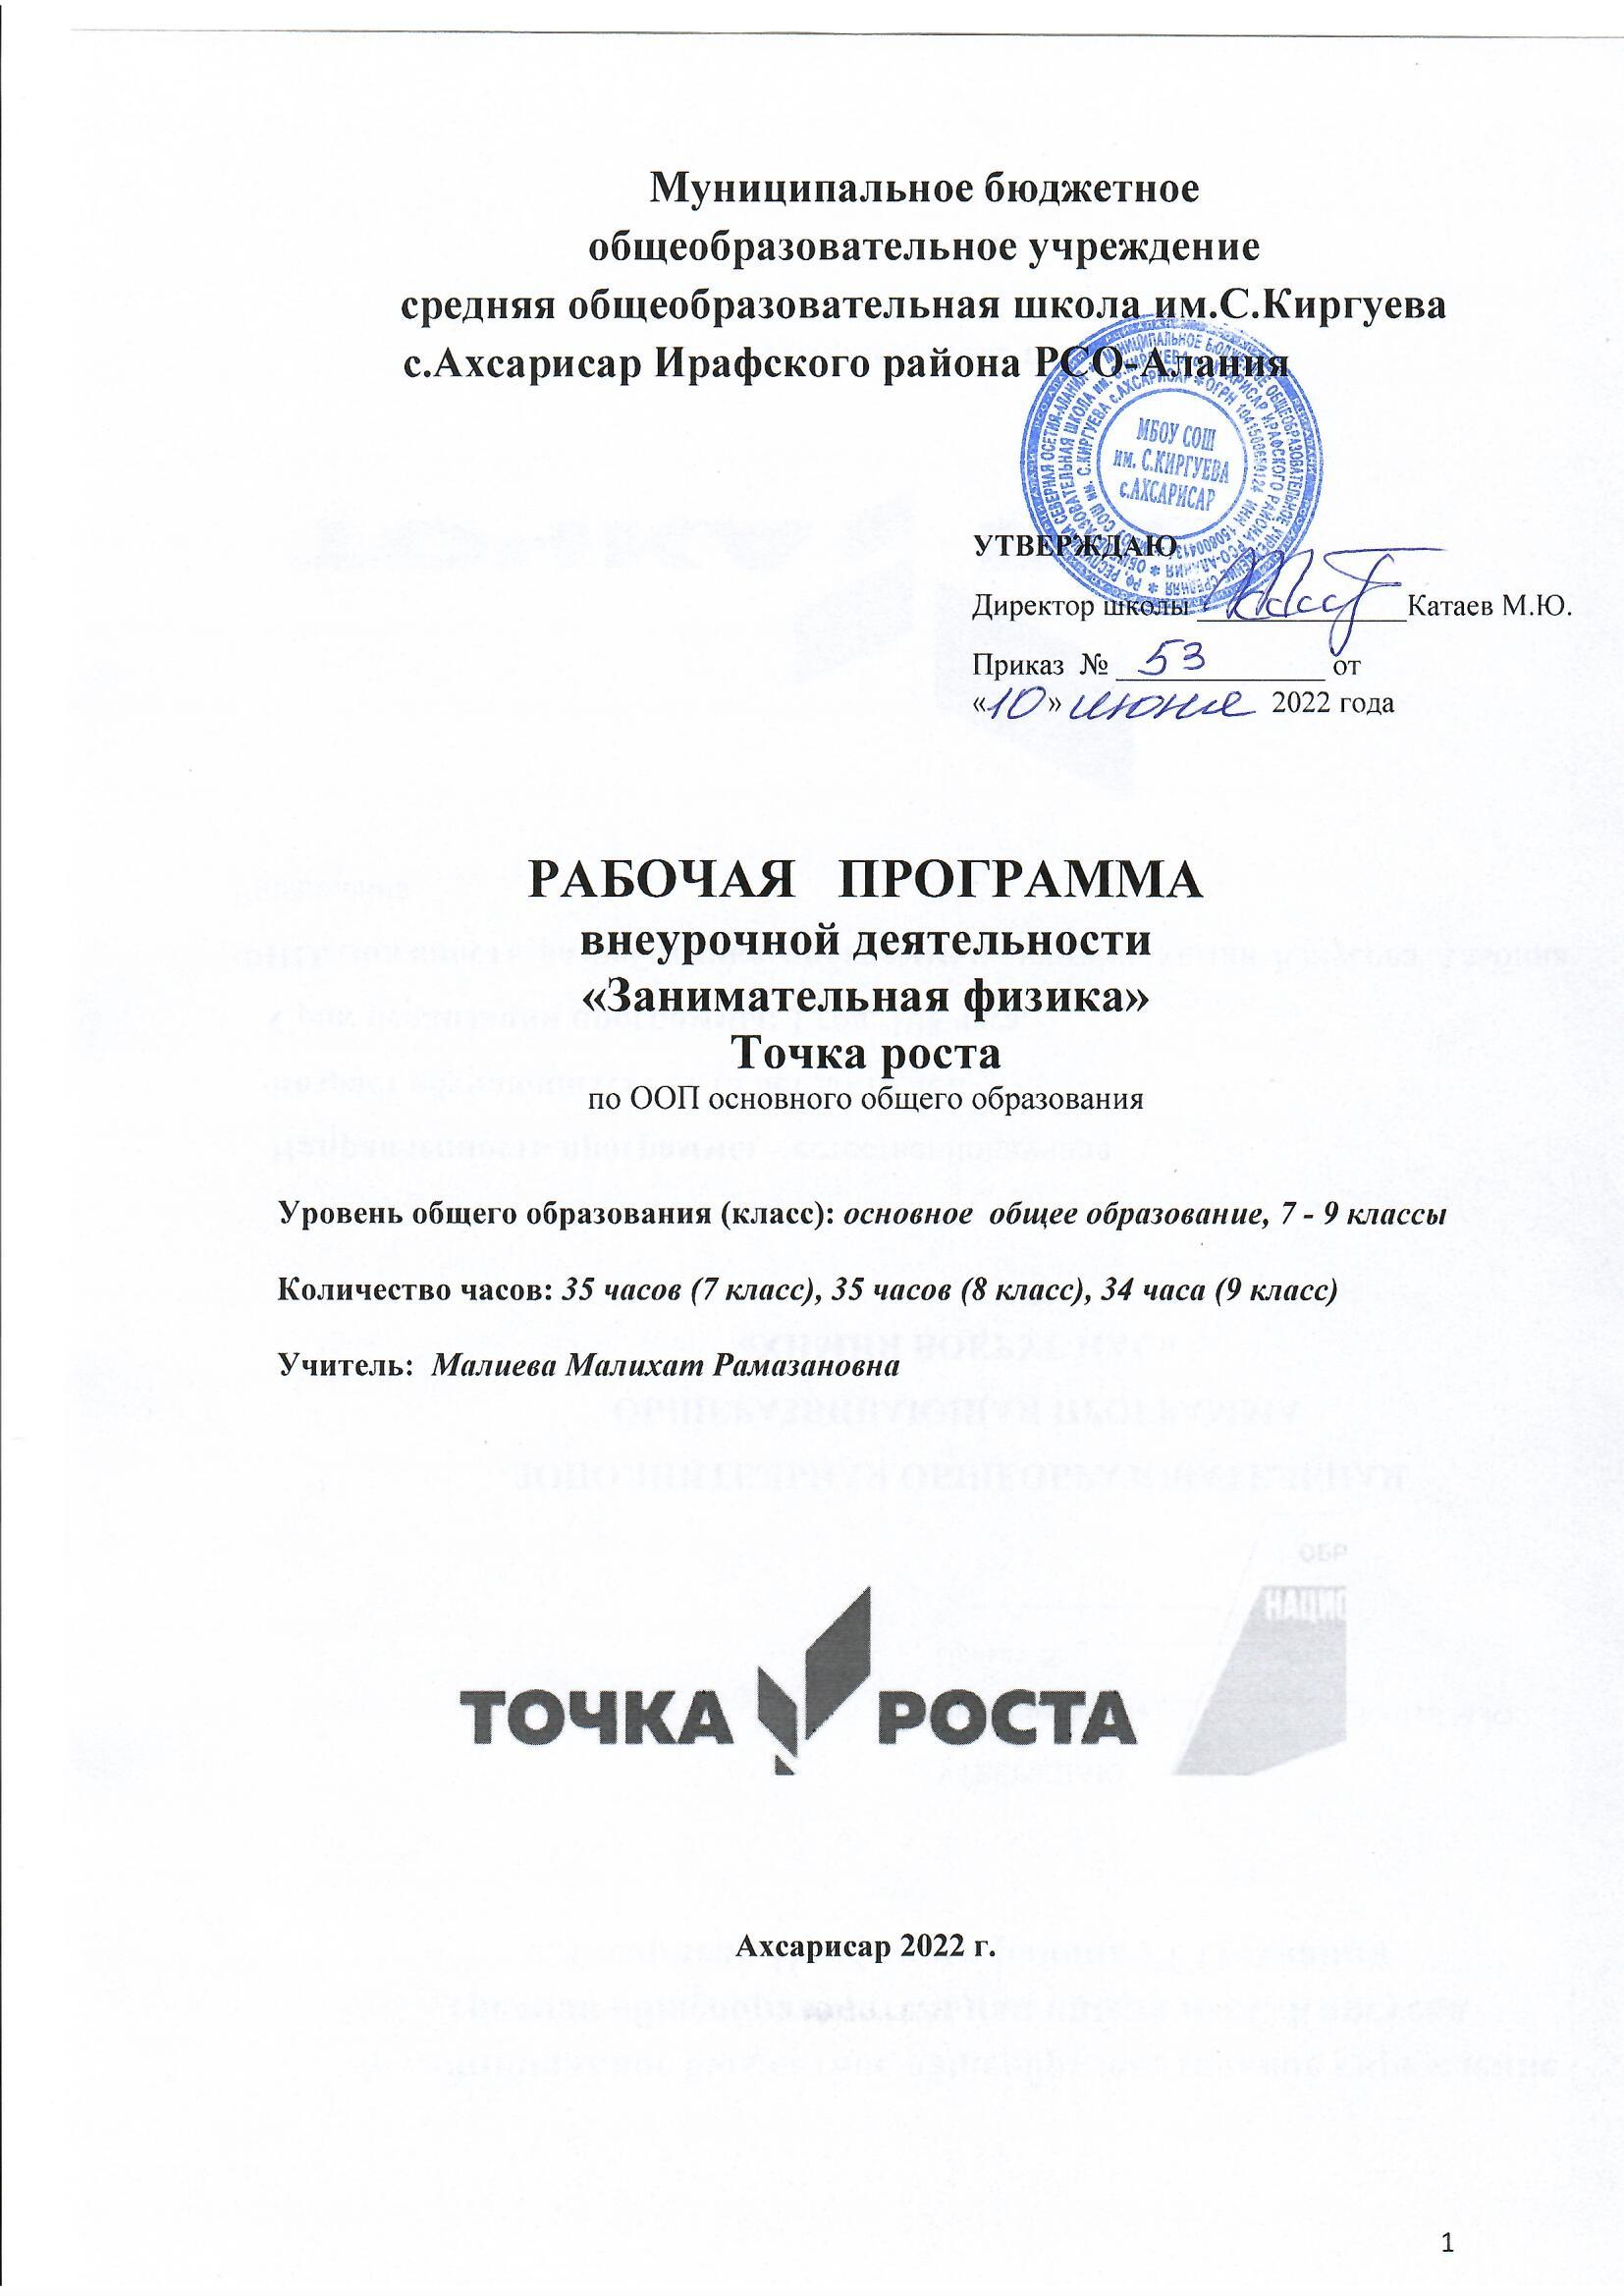 Муниципальное бюджетное
общеобразовательное учреждение
средняя общеобразовательная школа им.С.Киргуева
с.Ахсарисар Ирафского района РСО-Алания
МБОУ СОШ
им. С.КИРГУЕВА
с.АХСАРИСАР
УТВЕРЖДАЮ
Директор школы ______________Катаев М.Ю.
Приказ № 53 от
«10» июня 2022 года
РАБОЧАЯ ПРОГРАММА
внеурочной деятельности
«Занимательная физика»
Точка роста
по ООП основного общего образования
Уровень общего образования (класс): основное общее образование, 7 - 9 классы
Количество часов: 35 часов (7 класс), 35 часов (8 класс), 34 часа (9 класс)
Учитель: Малиева Малихат Рамазановна
ОБР
НАЦИО
ТОЧКА РОСТА
Ахсарисар 2022 г.
1